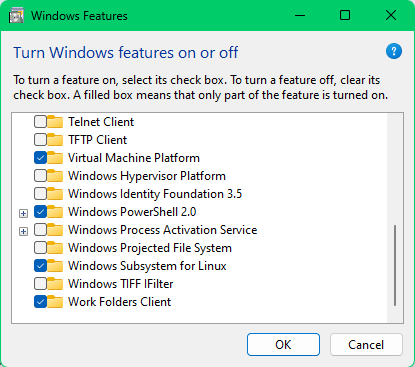 Windows Features
Turn Windows features on or off
?
To turn a feature on, select its check box. To turn a feature off, clear its
check box. A filled box means that only part of the feature is turned on.
Telnet Client
TFTP Client
Virtual Machine Platform
Windows Hypervisor Platform
Windows Identity Foundation 3.5
Windows PowerShell 2.0
Windows Process Activation Service
Windows Projected File System
Windows Subsystem for Linux
Windows TIFF IFilter
Work Folders Client
OK
Cancel